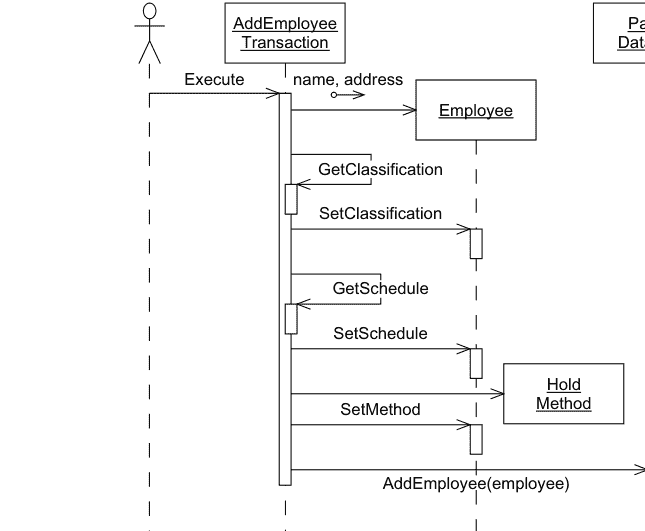 AddEmployee
Transaction
Execute
name, address
Employee
GetClassification
SetClassification
GetSchedule
SetSchedule
Hold
Method
SetMethod
AddEmployee(employee)